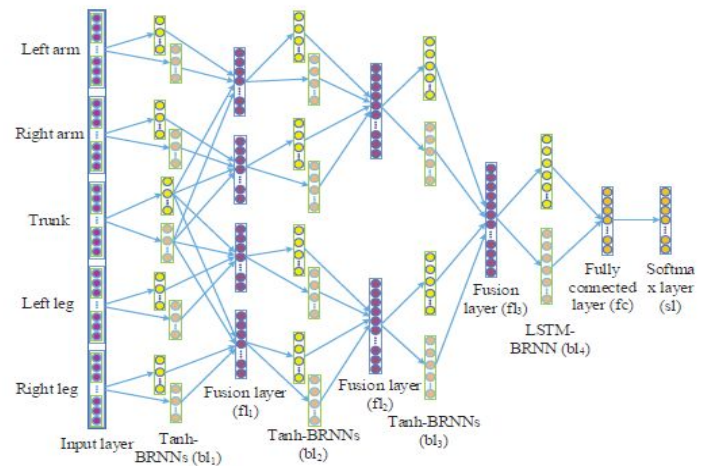 Left arm
Right arm
Trunk
Left leg
Right leg
Input layer
Tanh-
BRNNs (bl1)
Fusion layer
(fl1)
Tanh-BRNNs
(bl2)
Fusion layer
(fl2)
Tanh-BRNNs
(bl3)
Fusion
layer (fl3)
LSTM-
BRNN (bl4)
Fully
connected
layer (fc)
Softma
x layer
(sl)